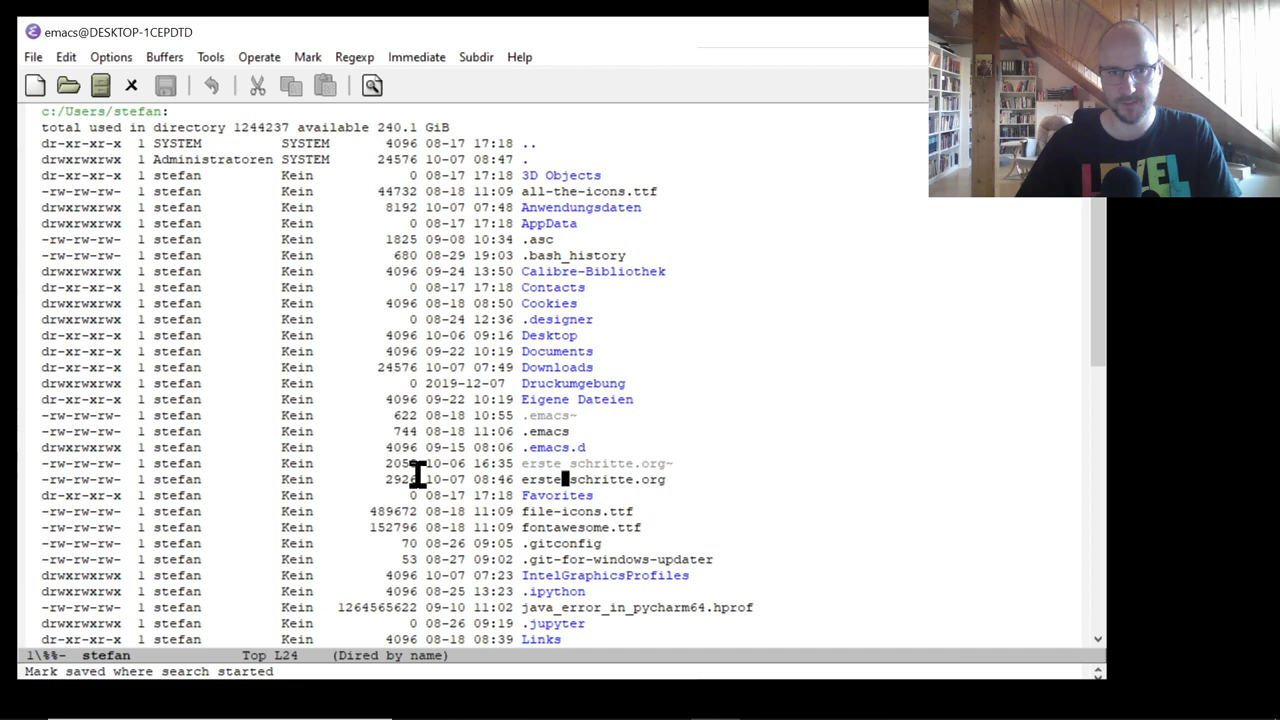 emacs@DESKTOP-1CEPDTD
File Edit Options Buffers Tools Operate Mark Regexp Immediate Subdir Help
c:/Users/stefan:
total used in directory 1244237 available 240.1 GiB
dr-xr-xr-x 1 SYSTEM SYSTEM 4096 08-17 17:18 ..
drwxrwxrwx 1 Administratoren SYSTEM 24576 10-07 08:47 .
dr-xr-xr-x 1 stefan Kein 0 08-17 17:18 3D Objects
-rw-rw-rw- 1 stefan Kein 44732 08-18 11:09 all-the-icons.ttf
drwxrwxrwx 1 stefan Kein 8192 10-07 07:48 Anwendungsdaten
dr-xr-xr-x 1 stefan Kein 0 08-17 17:18 AppData
-rw-rw-rw- 1 stefan Kein 1825 09-08 10:34 .asc
-rw-rw-rw- 1 stefan Kein 680 08-29 19:03 .bash_history
drwxrwxrwx 1 stefan Kein 4096 09-24 13:50 Calibre-Bibliothek
dr-xr-xr-x 1 stefan Kein 0 08-17 17:18 Contacts
drwxrwxrwx 1 stefan Kein 4096 08-18 08:50 Cookies
drwxrwxrwx 1 stefan Kein 0 08-24 12:36 .designer
dr-xr-xr-x 1 stefan Kein 4096 10-06 09:16 Desktop
dr-xr-xr-x 1 stefan Kein 4096 09-22 10:19 Documents
dr-xr-xr-x 1 stefan Kein 24576 10-07 07:49 Downloads
drwxrwxrwx 1 stefan Kein 0 2019-12-07 Druckumgebung
dr-xr-xr-x 1 stefan Kein 4096 09-22 10:19 Eigene Dateien
-rw-rw-rw- 1 stefan Kein 622 08-18 10:55 .emacs~
-rw-rw-rw- 1 stefan Kein 744 08-18 11:06 .emacs
drwxrwxrwx 1 stefan Kein 4096 09-15 08:06 .emacs.d
-rw-rw-rw- 1 stefan Kein 10-06 16:35 erste_schritte.org~
-rw-rw-rw- 1 stefan Kein 10-07 08:46 erste_schritte.org
dr-xr-xr-x 1 stefan Kein 0 08-17 17:18 Favorites
-rw-rw-rw- 1 stefan Kein 489672 08-18 11:09 file-icons.ttf
-rw-rw-rw- 1 stefan Kein 152796 08-18 11:09 fontawesome.ttf
-rw-rw-rw- 1 stefan Kein 70 08-26 09:05 .gitconfig
-rw-rw-rw- 1 stefan Kein 53 08-27 09:02 .git-for-windows-updater
drwxrwxrwx 1 stefan Kein 4096 10-07 07:23 IntelGraphicsProfiles
drwxrwxrwx 1 stefan Kein 4096 08-25 13:23 .ipython
-rw-rw-rw- 1 stefan Kein 1264565622 09-10 11:02 java_error_in_pycharm64.hprof
drwxrwxrwx 1 stefan Kein 0 08-26 09:19 .jupyter
dr-xr-xr-x 1 stefan Kein 4096 08-18 08:39 Links
1\%%- stefan Top L24 (Dired by name)
Mark saved where search started
LEVEL